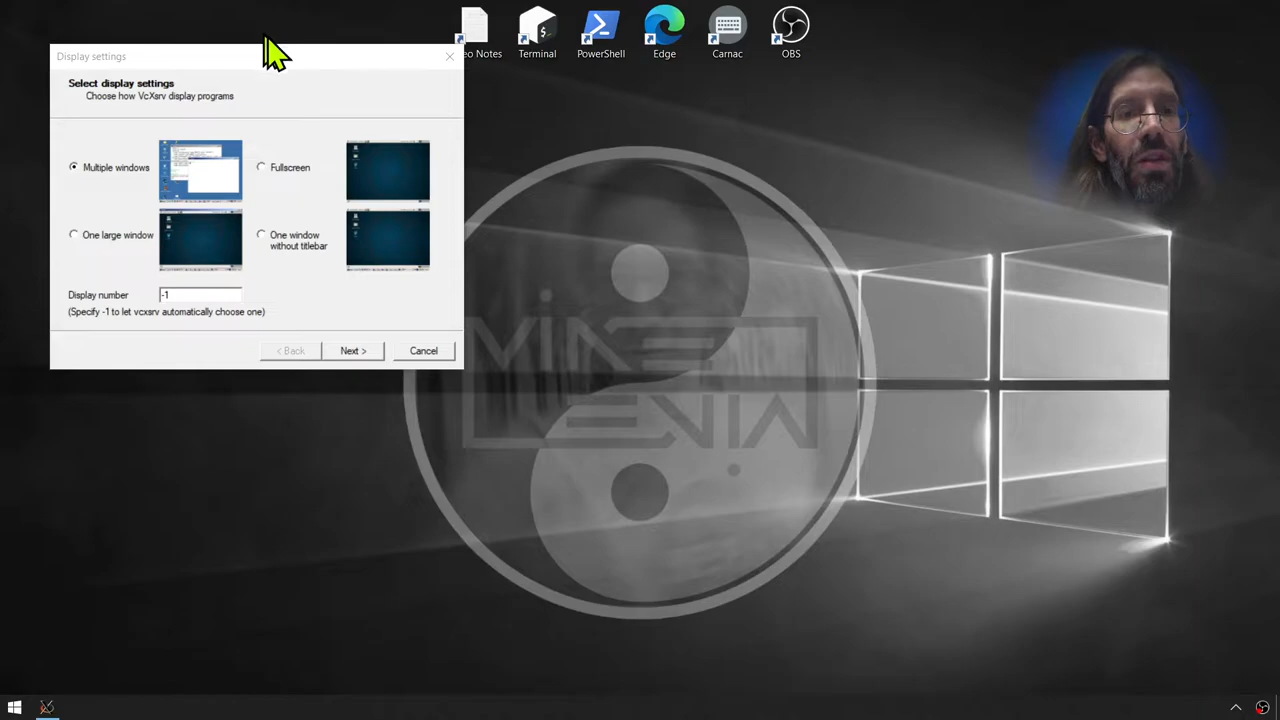 eo Notes
Terminal
PowerShell
Edge
Carnac
OBS
Display settings
Select display settings
Choose how VcXsrv display programs
Multiple windows
Fullscreen
One large window
One window
without titlebar
Display number
-1
(Specify -1 to let vcxsrv automatically choose one)
< Back
Next >
Cancel